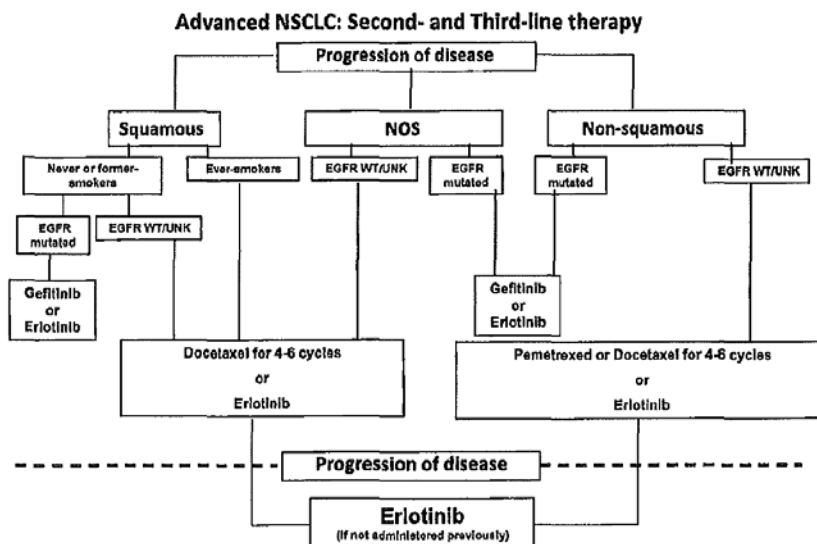 Advanced NSCLC: Second- and Third-line therapy
Progression of disease
Squamous
NOS
Non-squamous
Never or former-
smokers
Ever-smokers
EGFR WT/UNK
EGFR
mutated
EGFR
mutated
EGFR WT/UNK
EGFR
mutated
EGFR WT/UNK
Gefitinib
or
Erlotinib
Gefitinib
or
Erlotinib
Docetaxel for 4-6 cycles
or
Erlotinib
Pemetrexed or Docetaxel for 4-6 cycles
or
Erlotinib
Progression of disease
Erlotinib
(If not administered previously)